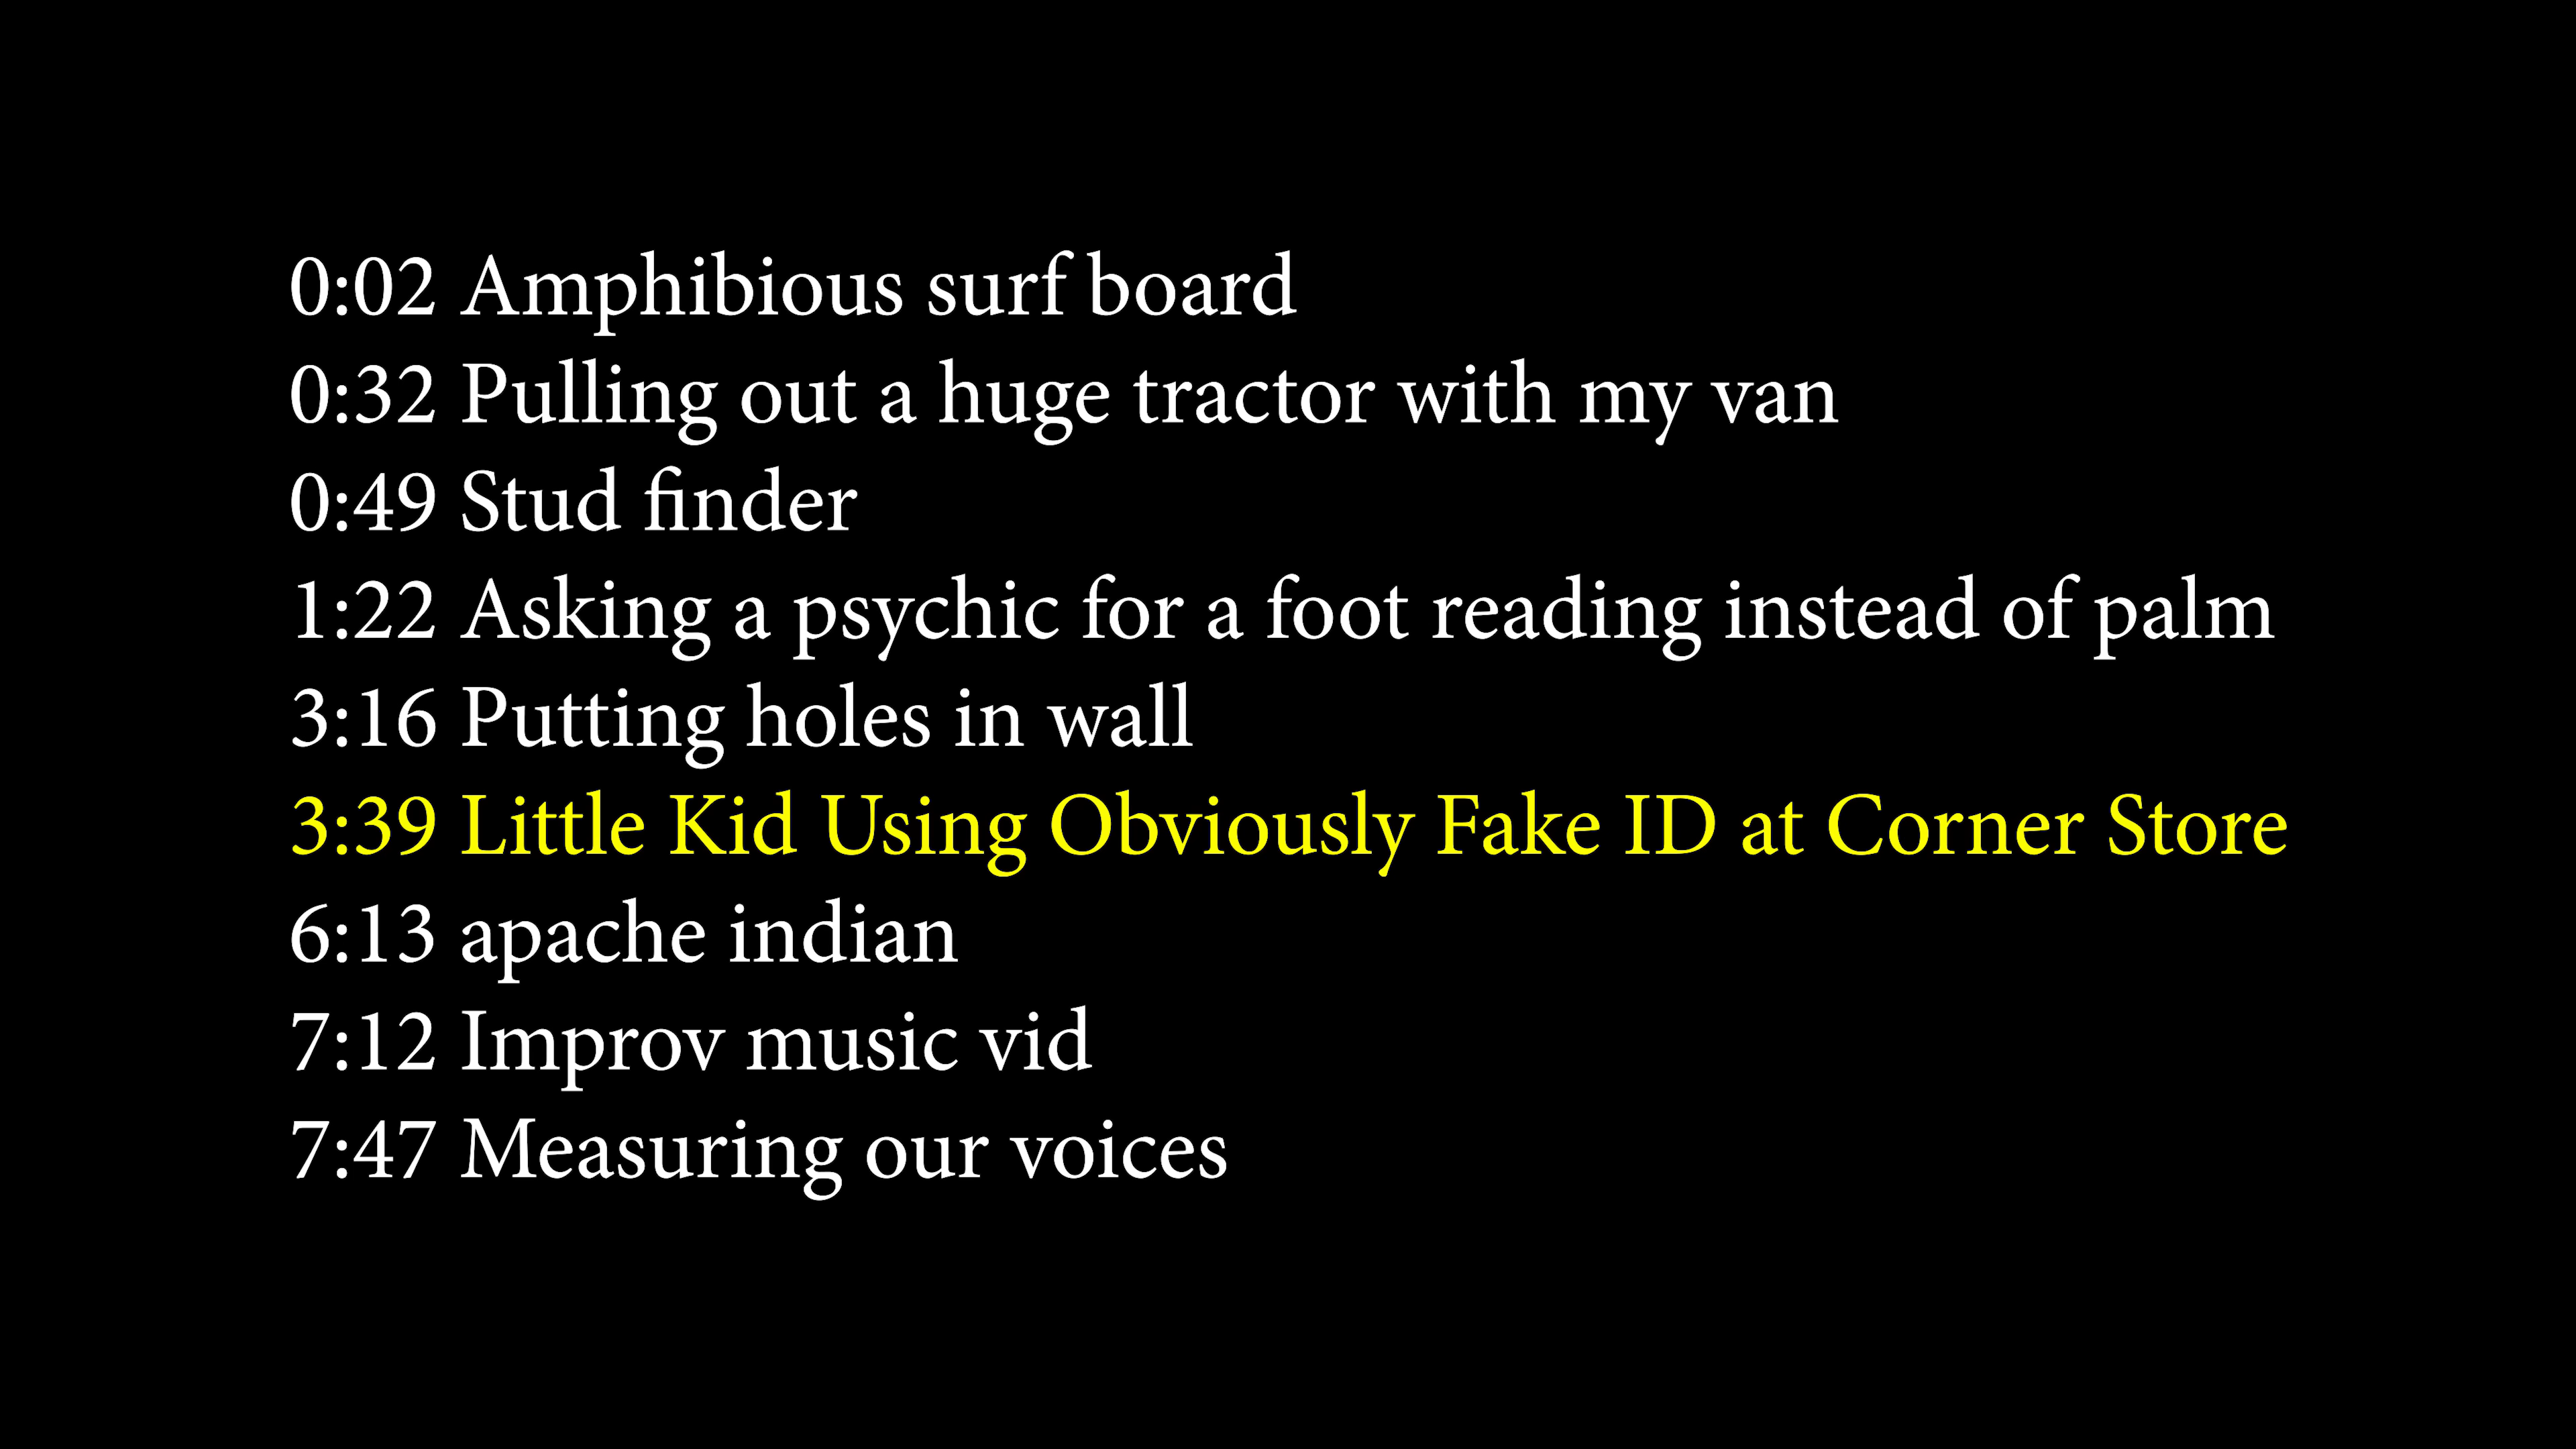 0:02 Amphibious surf board
0:32 Pulling out a huge tractor with my van
0:49 Stud finder
1:22 Asking a psychic for a foot reading instead of palm
3:16 Putting holes in wall
3:39 Little Kid Using Obviously Fake ID at Corner Store
6:13 apache indian
7:12 Improv music vid
7:47 Measuring our voices